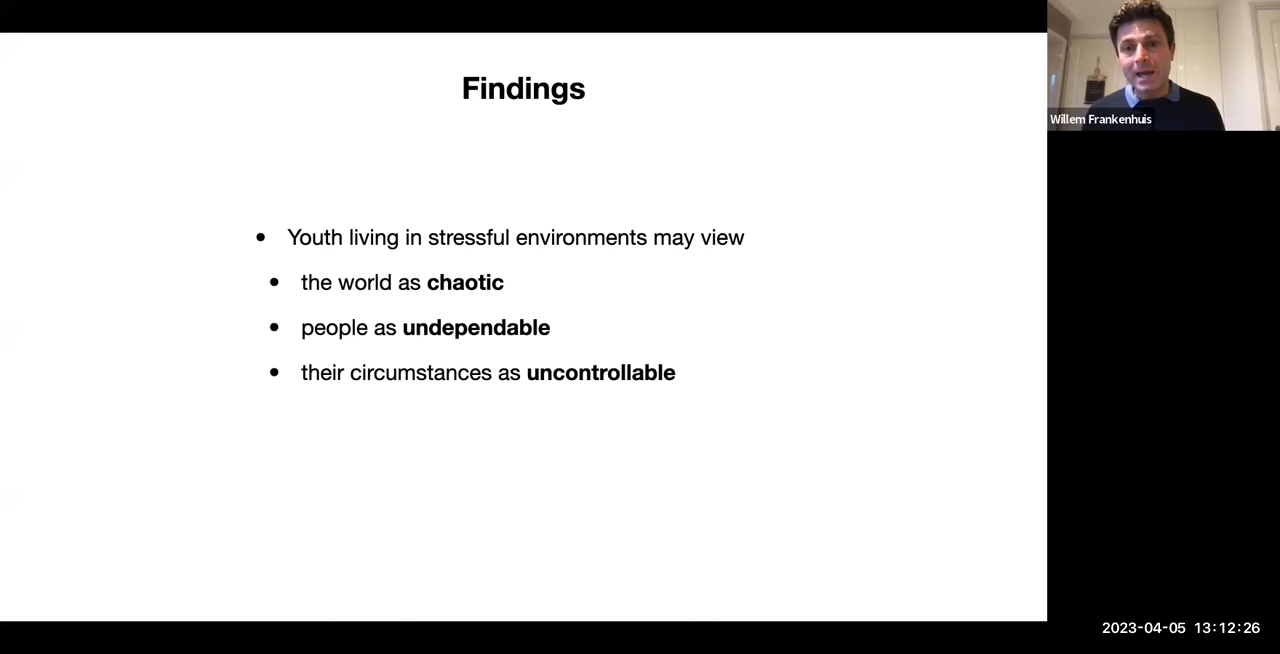 Findings
• Youth living in stressful environments may view
• the world as chaotic
• people as undependable
• their circumstances as uncontrollable
Willem Frankenhuis
2023-04-05 13:12:26